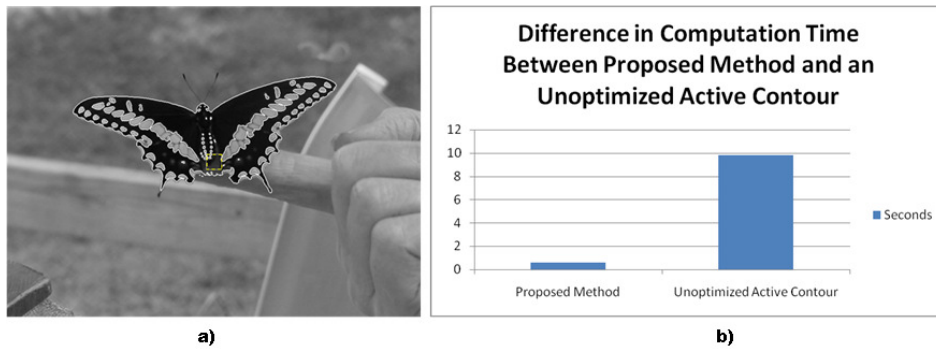 Difference in Computation Time
Between Proposed Method and an
Unoptimized Active Contour
12
10
8
6
4
2
0
Seconds
Proposed Method
Unoptimized Active Contour
a)
b)